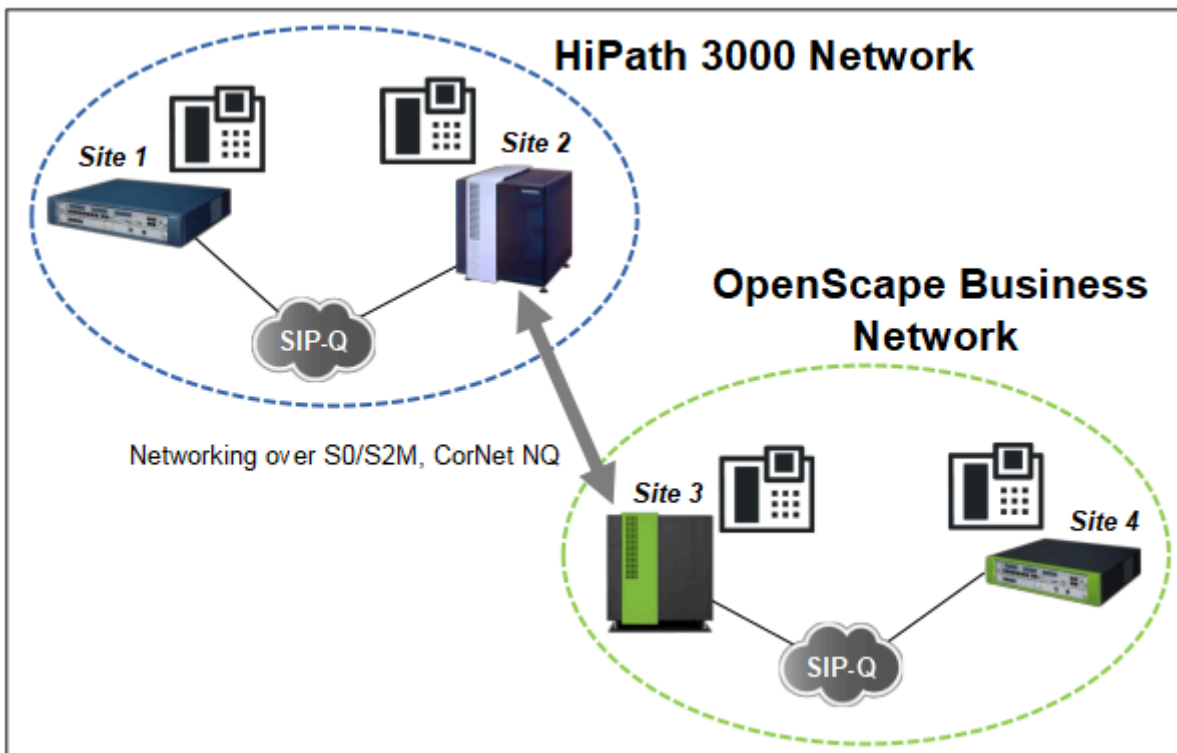 HiPath 3000 Network
Site 1
Site 2
SIP-Q
OpenScape Business
Network
Networking over S0/S2M, CorNet NQ
Site 3
Site 4
SIP-Q